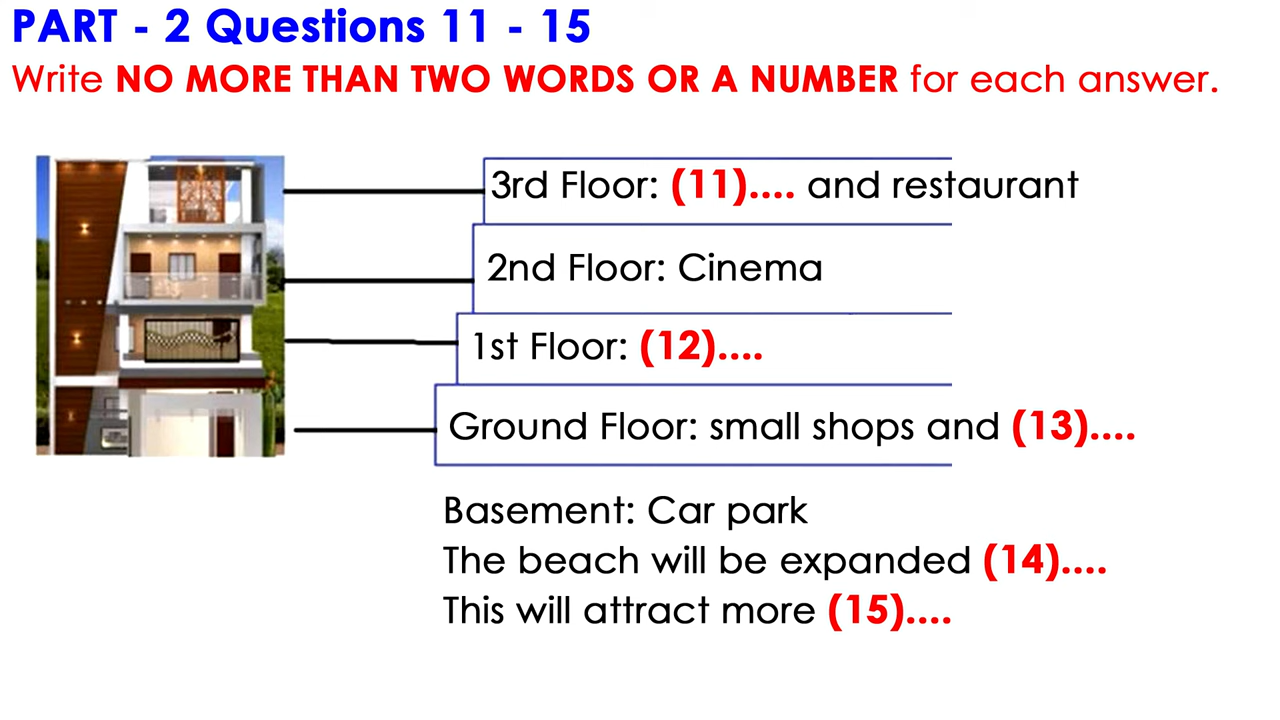 PART - 2 Questions 11 - 15
Write NO MORE THAN TWO WORDS OR A NUMBER for each answer.
3rd Floor: (11).... and restaurant
2nd Floor: Cinema
1st Floor: (12)....
Ground Floor: small shops and (13)....
Basement: Car park
The beach will be expanded (14)....
This will attract more (15)....